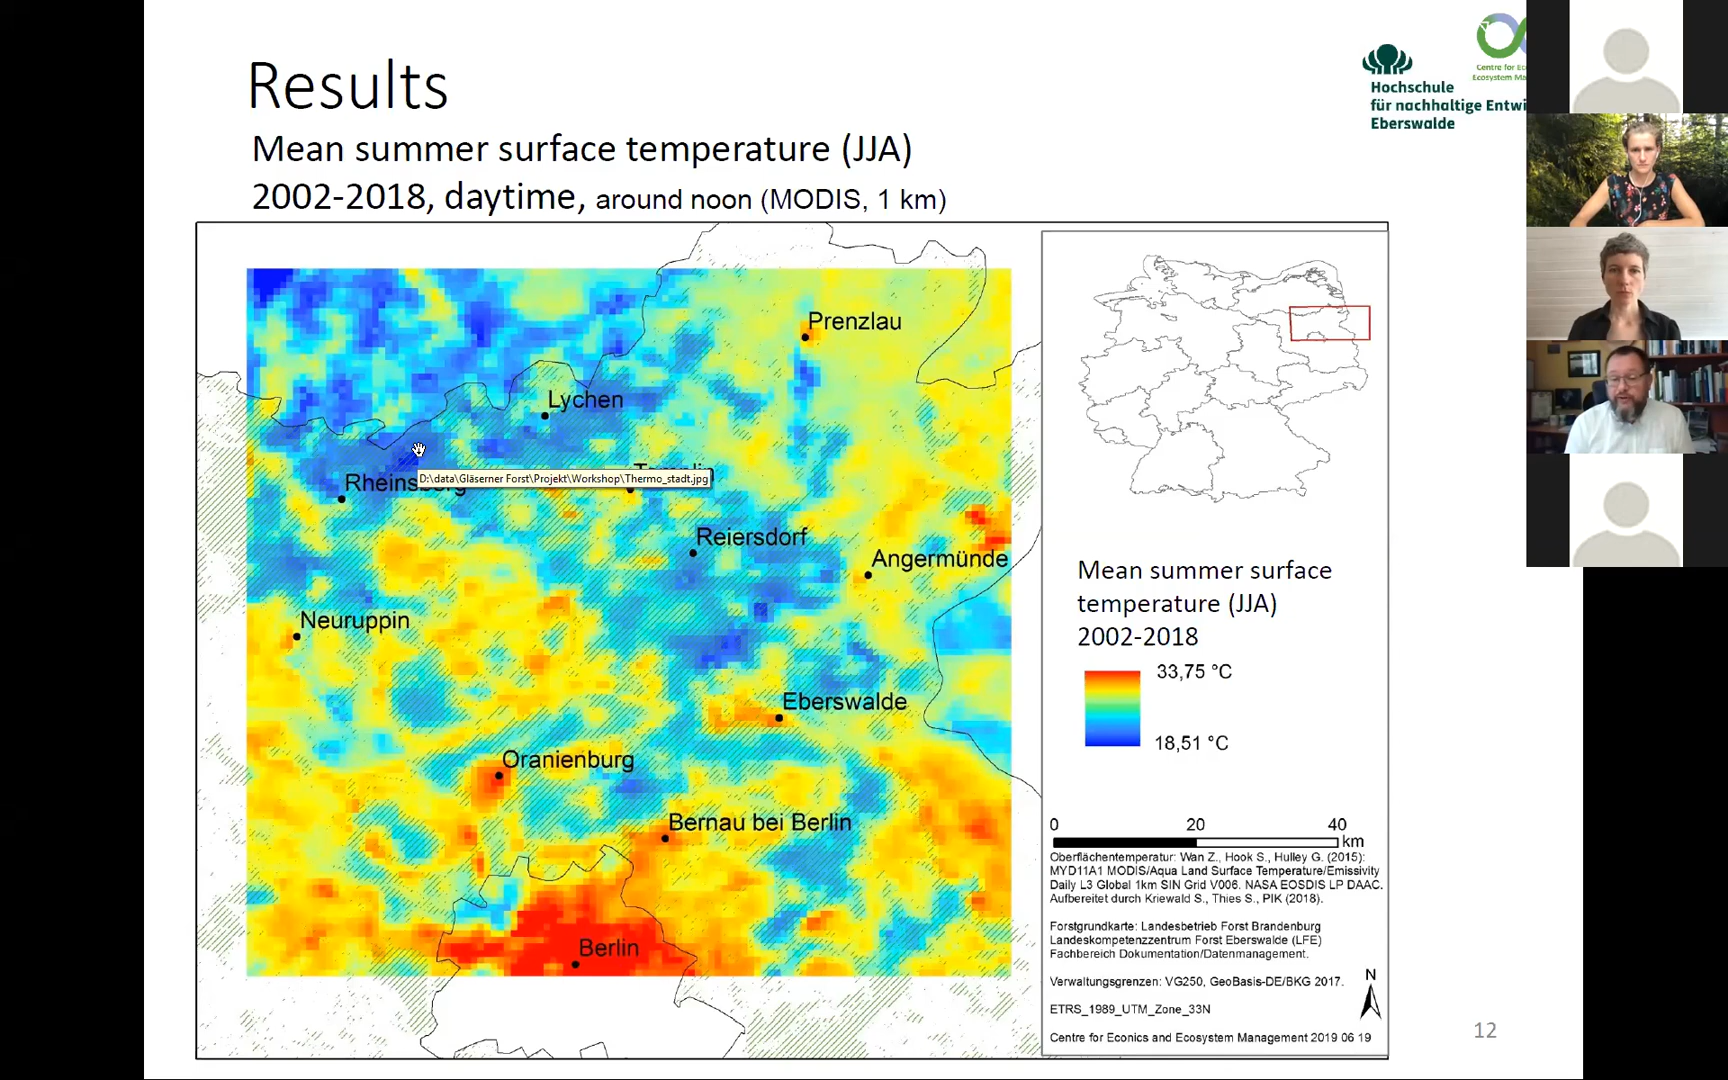 Results
Mean summer surface temperature (JJA)
2002-2018, daytime, around noon (MODIS, 1 km)
Hochschule
für nachhaltige Entwi
Eberswalde
Centre for Ec
Ecosystem Ma
Prenzlau
Lychen
Rheinsberg
D:\data\Gläserner Forst\Projekt\Workshop\Thermo_stadt.jpg
Reiersdorf
Angermünde
Neuruppin
Eberswalde
Oranienburg
Bernau bei Berlin
Berlin
Mean summer surface
temperature (JJA)
2002-2018
33,75 °C
18,51 °C
0 20 40
km
Oberflächentemperatur: Wan Z., Hook S., Hulley G. (2015):
MYD11A1 MODIS/Aqua Land Surface Temperature/Emissivity
Daily L3 Global 1km SIN Grid V006. NASA EOSDIS LP DAAC.
Aufbereitet durch Kriewald S., Thies S., PIK (2018).
Forstgrundkarte: Landesbetrieb Forst Brandenburg
Landeskompetenzzentrum Forst Eberswalde (LFE)
Fachbereich Dokumentation/Datenmanagement.
Verwaltungsgrenzen: VG250, GeoBasis-DE/BKG 2017.
ETRS_1989_UTM_Zone_33N
N
Centre for Econics and Ecosystem Management 2019 06 19
12